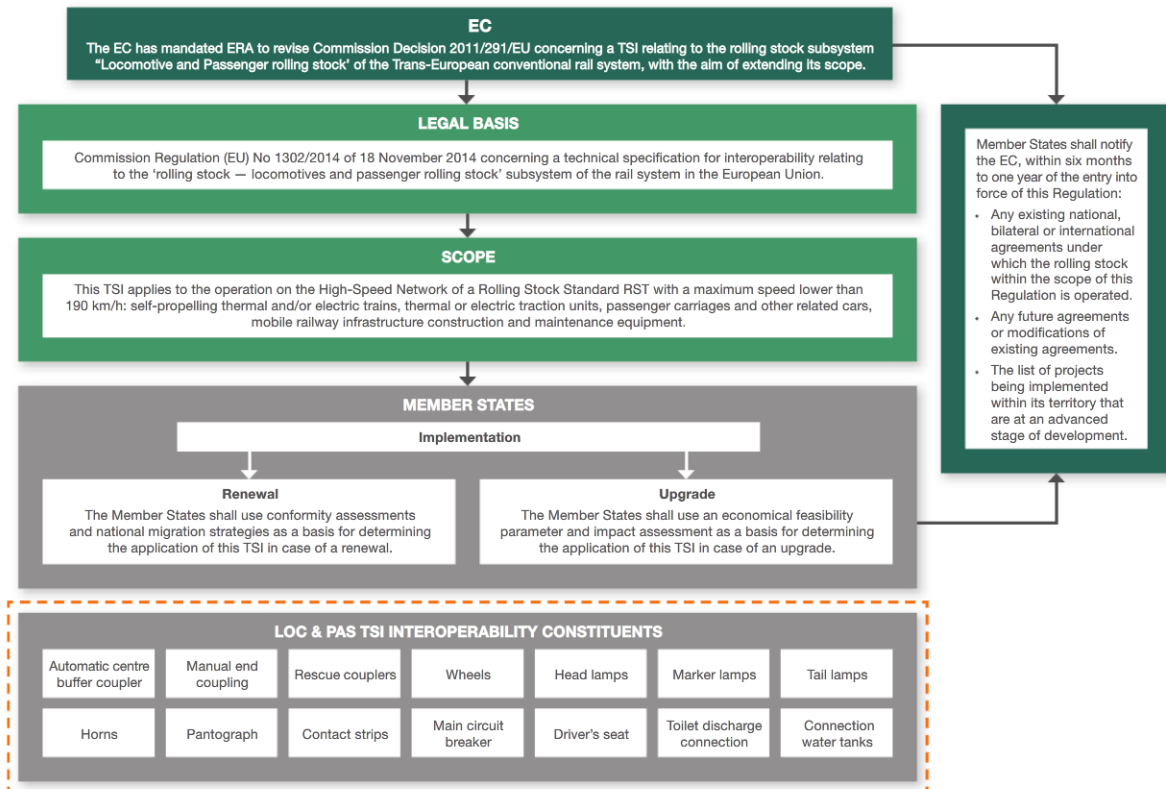 EC
The EC has mandated ERA to revise Commission Decision 2011/291/EU concerning a TSI relating to the rolling stock subsystem
“Locomotive and Passenger rolling stock’ of the Trans-European conventional rail system, with the aim of extending its scope.
LEGAL BASIS
Commission Regulation (EU) No 1302/2014 of 18 November 2014 concerning a technical specification for interoperability relating
to the ‘rolling stock — locomotives and passenger rolling stock’ subsystem of the rail system in the European Union.
SCOPE
This TSI applies to the operation on the High-Speed Network of a Rolling Stock Standard RST with a maximum speed lower than
190 km/h: self-propelling thermal and/or electric trains, thermal or electric traction units, passenger carriages and other related cars,
mobile railway infrastructure construction and maintenance equipment.
MEMBER STATES
Implementation
Renewal
The Member States shall use conformity assessments
and national migration strategies as a basis for determining
the application of this TSI in case of a renewal.
Upgrade
The Member States shall use an economical feasibility
parameter and impact assessment as a basis for determining
the application of this TSI in case of an upgrade.
Member States shall notify
the EC, within six months
to one year of the entry into
force of this Regulation:
• Any existing national,
bilateral or international
agreements under
which the rolling stock
within the scope of this
Regulation is operated.
• Any future agreements
or modifications of
existing agreements.
• The list of projects
being implemented
within its territory that
are at an advanced
stage of development.
LOC & PAS TSI INTEROPERABILITY CONSTITUENTS
Automatic centre
buffer coupler
Manual end
coupling
Rescue couplers
Wheels
Head lamps
Marker lamps
Tail lamps
Horns
Pantograph
Contact strips
Main circuit
breaker
Driver’s seat
Toilet discharge
connection
Connection
water tanks